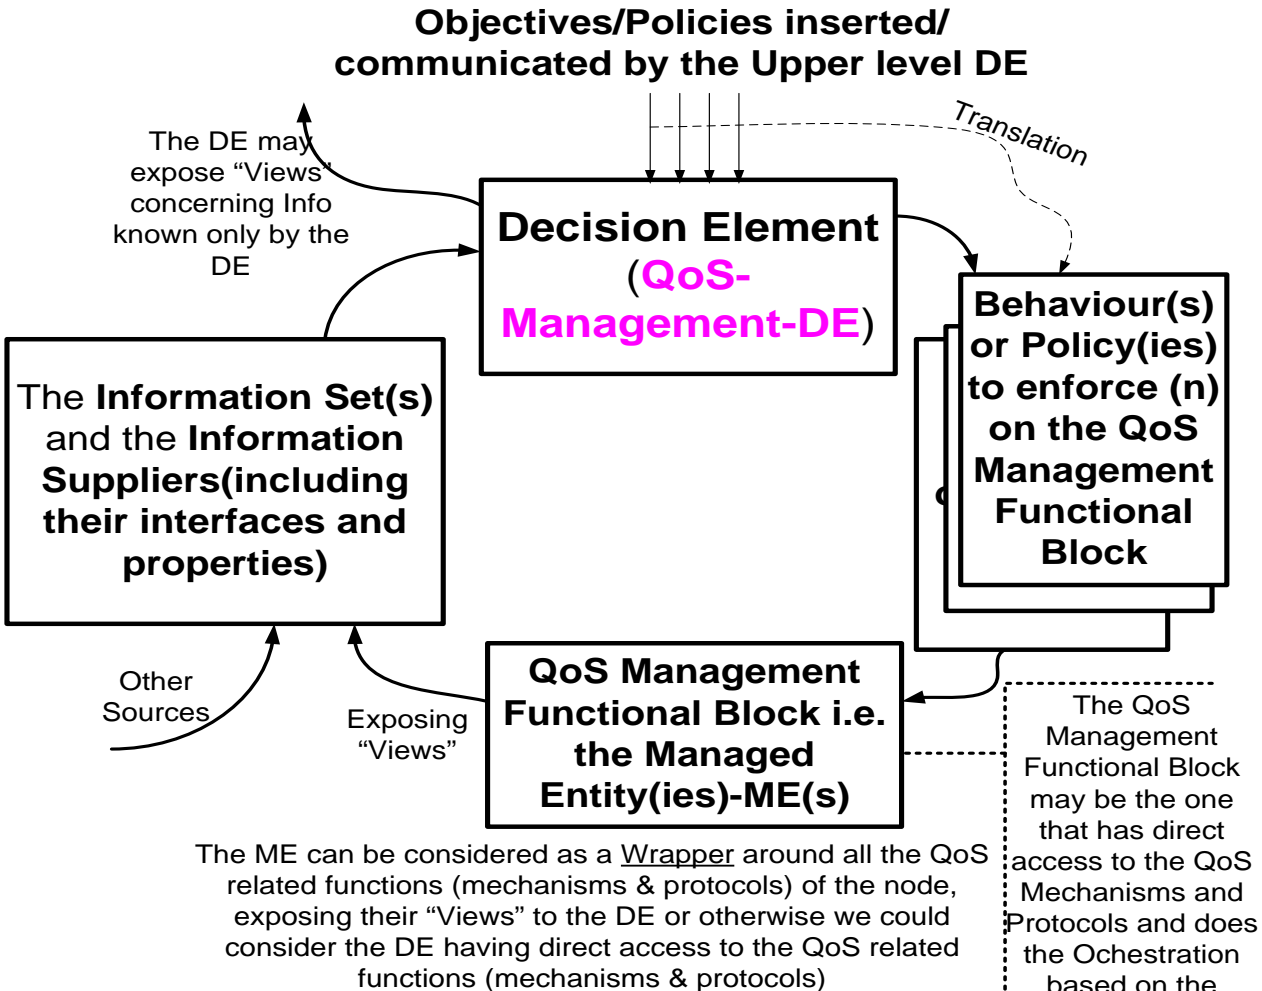 Objectives/Policies inserted/
communicated by the Upper level DE
Translation
The DE may
expose “Views”
concerning Info
known only by the
DE
Decision Element
(QoS-
Management-DE)
Behaviour(s)
or Policy(ies)
to enforce (n)
on the QoS
Management
Functional
Block
The Information Set(s)
and the Information
Suppliers(including
their interfaces and
properties)
Other
Sources
Exposing
“Views”
QoS Management
Functional Block i.e.
the Managed
Entity(ies)-ME(s)
The QoS
Management
Functional Block
may be the one
that has direct
access to the QoS
Mechanisms and
Protocols and does
the Ochestration
based on the
The ME can be considered as a Wrapper around all the QoS
related functions (mechanisms & protocols) of the node,
exposing their “Views” to the DE or otherwise we could
consider the DE having direct access to the QoS related
functions (mechanisms & protocols)